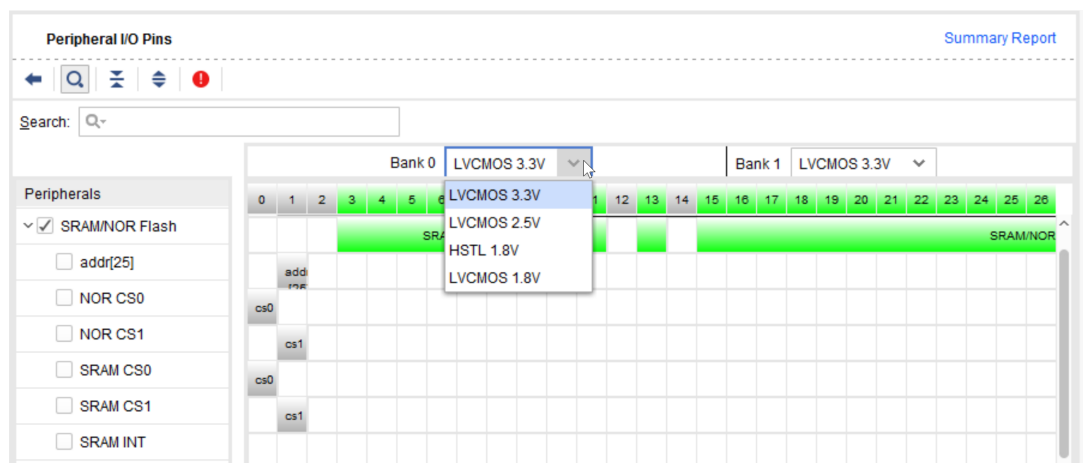 Peripheral I/O Pins
Summary Report
Search:
Bank 0 LVCMOS 3.3V Bank 1 LVCMOS 3.3V
Peripherals
0 1 2 3 4 5 12 13 14 15 16 17 18 19 20 21 22 23 24 25 26
LVCMOS 3.3V
LVCMOS 2.5V
HSTL 1.8V
LVCMOS 1.8V
SRAM/NOR Flash
SRAM/NOR
addr[25]
NOR CS0
cs0
NOR CS1
cs1
SRAM CS0
cs0
SRAM CS1
cs1
SRAM INT